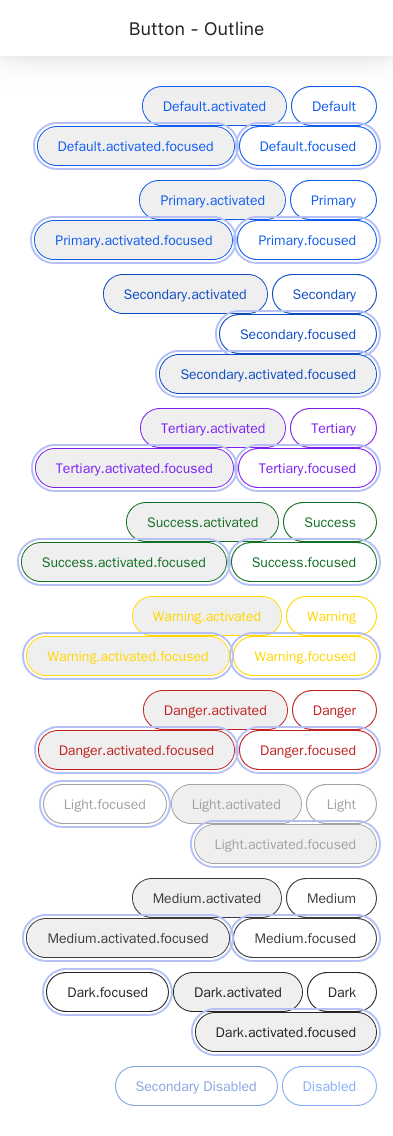 Button - Outline
Default.activated Default
Default.activated.focused Default.focused
Primary.activated Primary
Primary.activated.focused Primary.focused
Secondary.activated Secondary
Secondary.focused
Secondary.activated.focused
Tertiary.activated Tertiary
Tertiary.activated.focused Tertiary.focused
Success.activated Success
Success.activated.focused Success.focused
Warning.activated Warning
Warning.activated.focused Warning.focused
Danger.activated Danger
Danger.activated.focused Danger.focused
Light.focused Light.activated Light
Light.activated.focused
Medium.activated Medium
Medium.activated.focused Medium.focused
Dark.focused Dark.activated Dark
Dark.activated.focused
Secondary Disabled Disabled